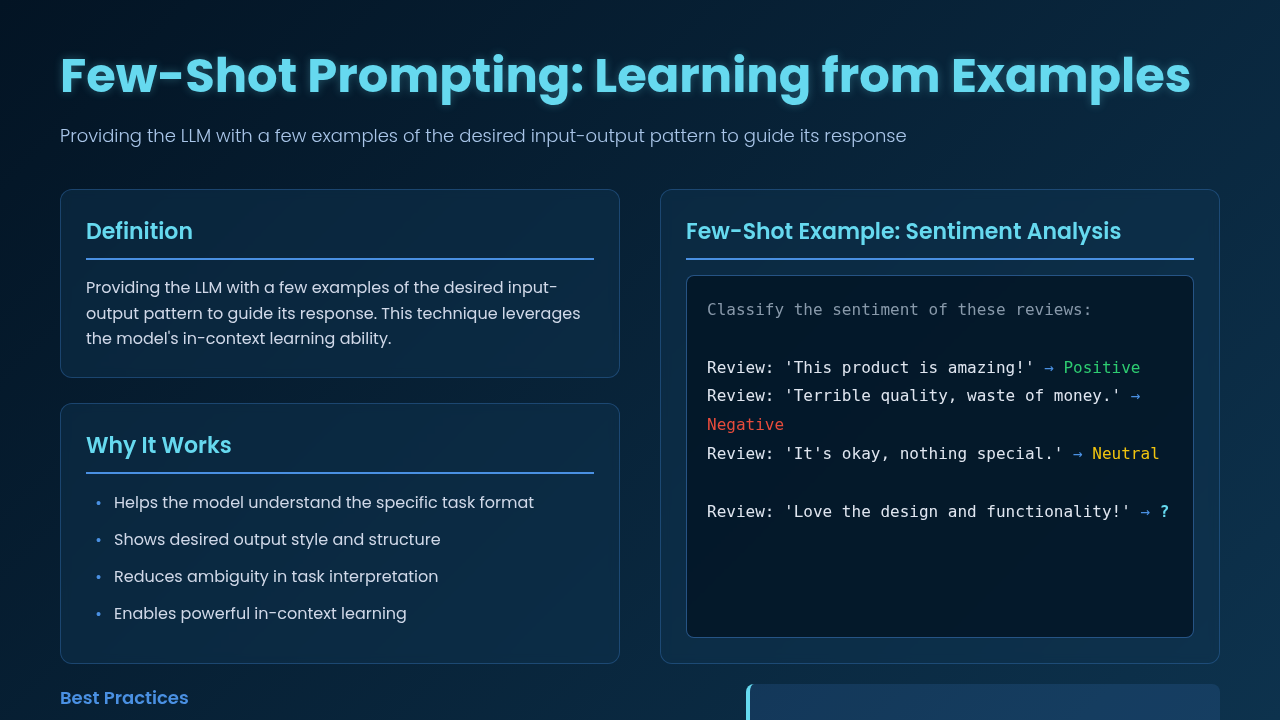 Few-Shot Prompting: Learning from Examples
Providing the LLM with a few examples of the desired input-output pattern to guide its response
Definition
Providing the LLM with a few examples of the desired input-
output pattern to guide its response. This technique leverages
the model's in-context learning ability.
Why It Works
• Helps the model understand the specific task format
• Shows desired output style and structure
• Reduces ambiguity in task interpretation
• Enables powerful in-context learning
Few-Shot Example: Sentiment Analysis
Classify the sentiment of these reviews:
Review: 'This product is amazing!' → Positive
Review: 'Terrible quality, waste of money.' →
Negative
Review: 'It's okay, nothing special.' → Neutral
Review: 'Love the design and functionality!' → ?
Best Practices